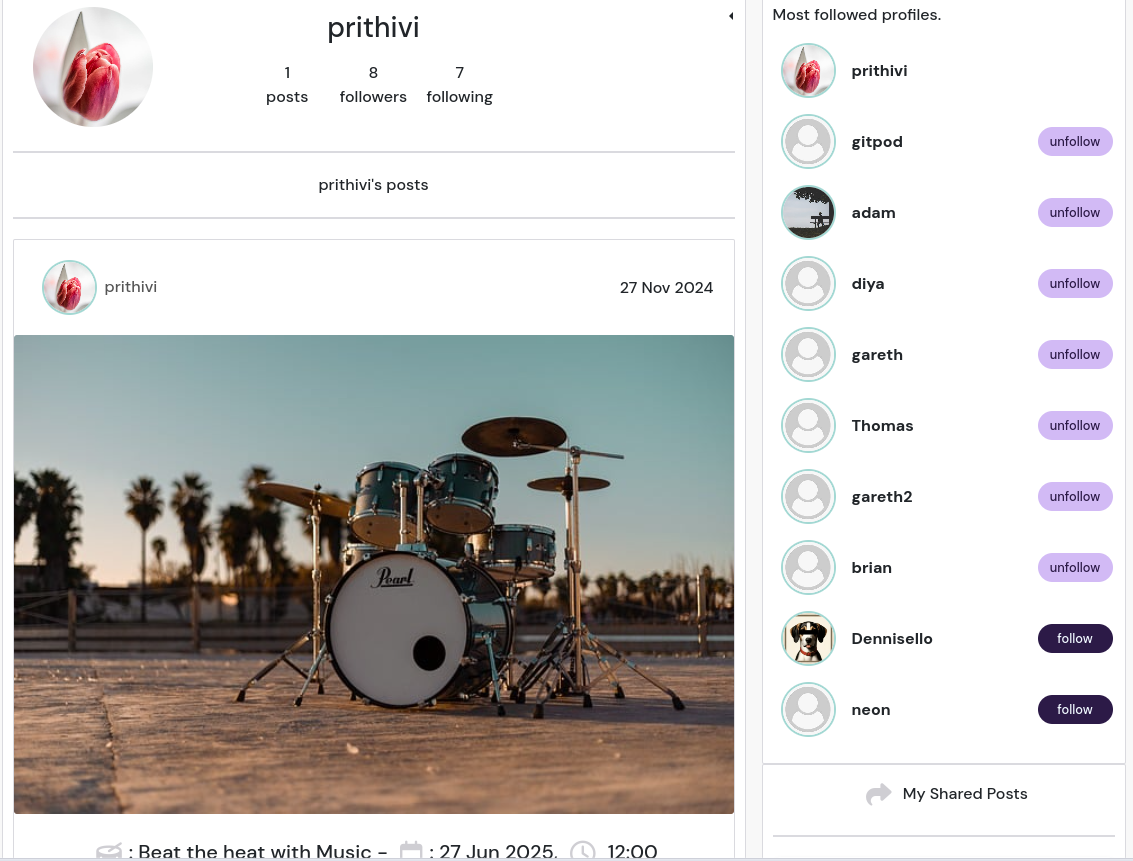 prithivi
1 8 7
posts followers following
prithivi's posts
prithivi 27 Nov 2024
Pearl
: Beat the heat with Music - : 27 Jun 2025, 12:00
Most followed profiles.
prithivi
gitpod unfollow
adam unfollow
diya unfollow
gareth unfollow
Thomas unfollow
gareth2 unfollow
brian unfollow
Dennisello follow
neon follow
My Shared Posts